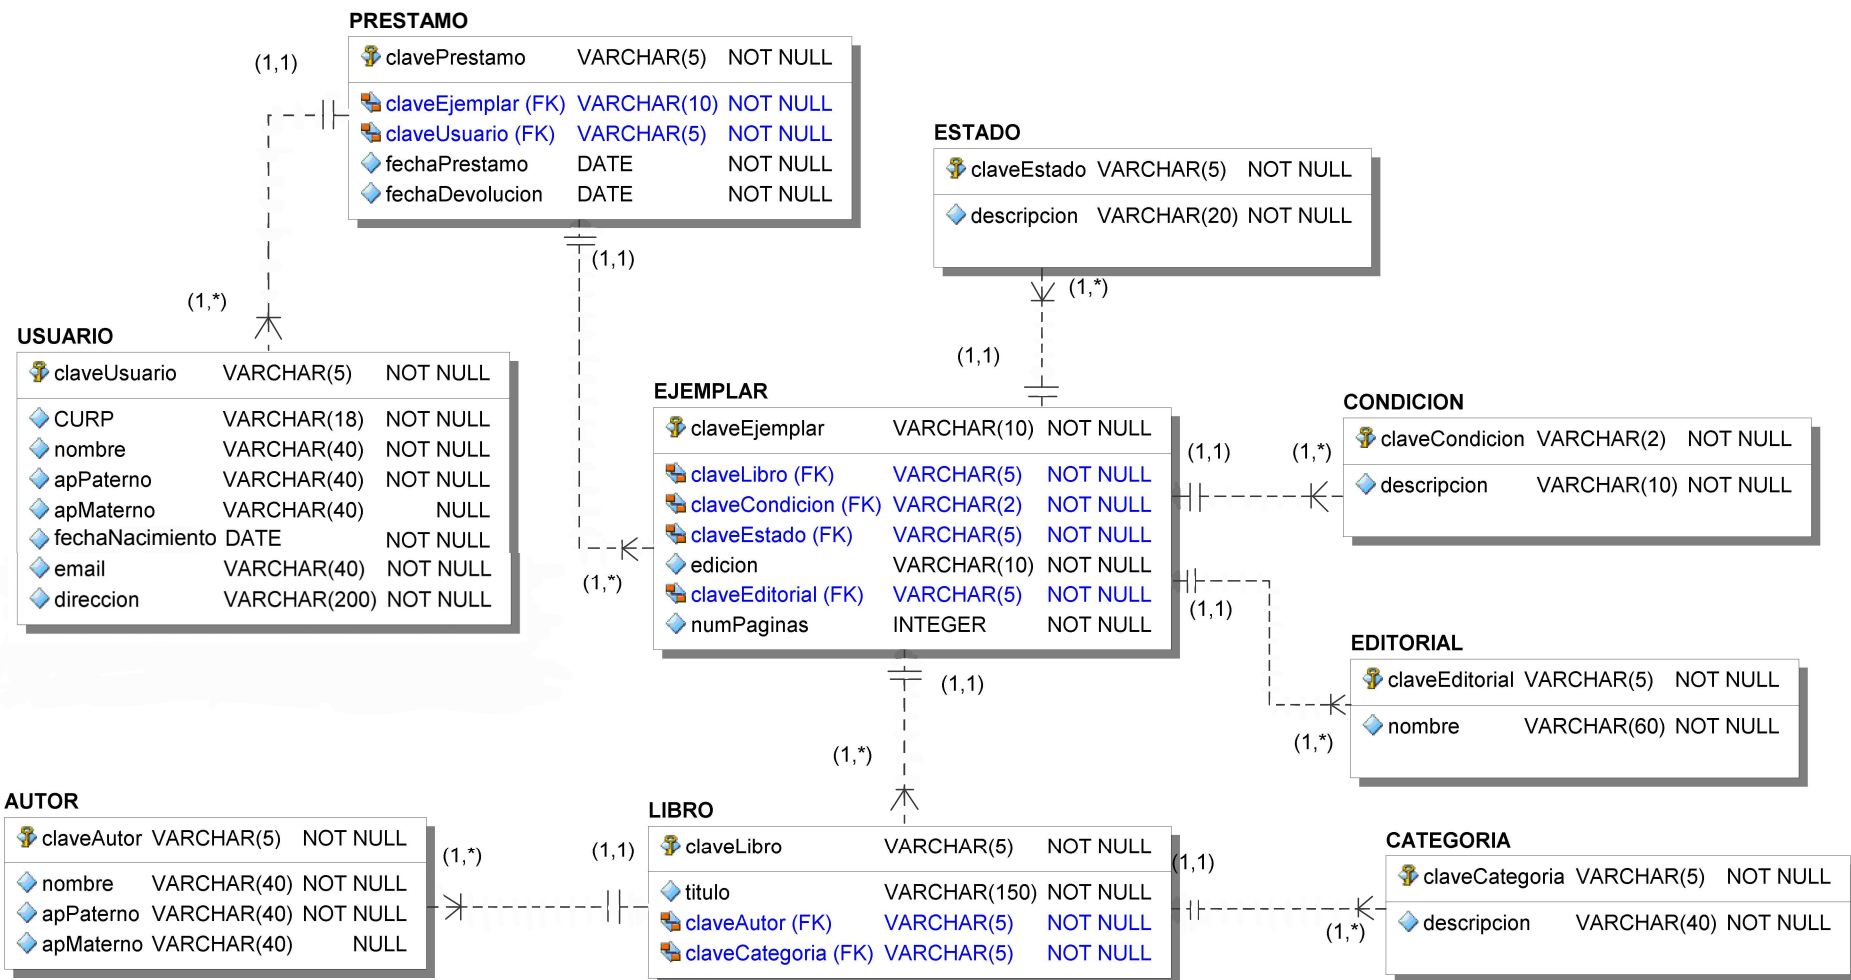 PRESTAMO
clavePrestamo VARCHAR(5) NOT NULL
claveEjemplar (FK) VARCHAR(10) NOT NULL
claveUsuario (FK) VARCHAR(5) NOT NULL
fechaPrestamo DATE NOT NULL
fechaDevolucion DATE NOT NULL
(1,1)
(1,*)
(1,1)
(1,*)
USUARIO
claveUsuario VARCHAR(5) NOT NULL
CURP VARCHAR(18) NOT NULL
nombre VARCHAR(40) NOT NULL
apPaterno VARCHAR(40) NOT NULL
apMaterno VARCHAR(40) NULL
fechaNacimiento DATE NOT NULL
email VARCHAR(40) NOT NULL
direccion VARCHAR(200) NOT NULL
ESTADO
claveEstado VARCHAR(5) NOT NULL
descripcion VARCHAR(20) NOT NULL
(1,*)
(1,1)
EJEMPLAR
claveEjemplar VARCHAR(10) NOT NULL
claveLibro (FK) VARCHAR(5) NOT NULL
claveCondicion (FK) VARCHAR(2) NOT NULL
claveEstado (FK) VARCHAR(5) NOT NULL
edicion VARCHAR(10) NOT NULL
claveEditorial (FK) VARCHAR(5) NOT NULL
numPaginas INTEGER NOT NULL
(1,1)
(1,*)
CONDICION
claveCondicion VARCHAR(2) NOT NULL
descripcion VARCHAR(10) NOT NULL
(1,1)
(1,*)
EDITORIAL
claveEditorial VARCHAR(5) NOT NULL
nombre VARCHAR(60) NOT NULL
(1,1)
(1,*)
AUTOR
claveAutor VARCHAR(5) NOT NULL
nombre VARCHAR(40) NOT NULL
apPaterno VARCHAR(40) NOT NULL
apMaterno VARCHAR(40) NULL
(1,*)
(1,1)
LIBRO
claveLibro VARCHAR(5) NOT NULL
titulo VARCHAR(150) NOT NULL
claveAutor (FK) VARCHAR(5) NOT NULL
claveCategoria (FK) VARCHAR(5) NOT NULL
(1,1)
(1,*)
CATEGORIA
claveCategoria VARCHAR(5) NOT NULL
descripcion VARCHAR(40) NOT NULL